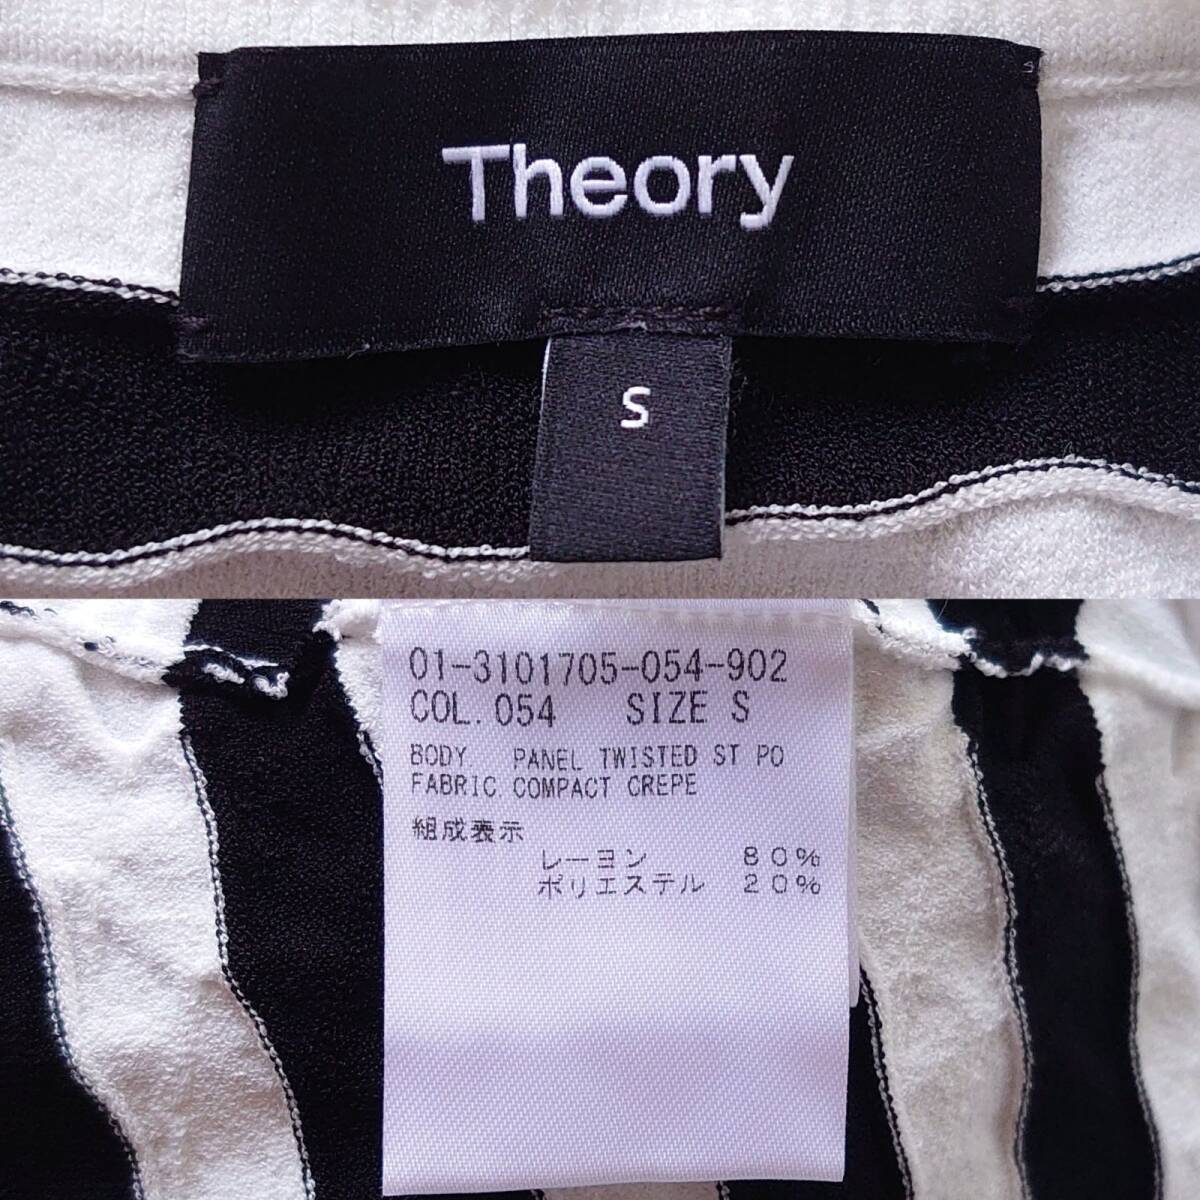 Theory
S
01-3101705-054-902
COL. 054 SIZE S
BODY PANEL TWISTED ST PO
FABRIC. COMPACT CREPE
組成表示
レーヨン 80%
ポリエステル 20%